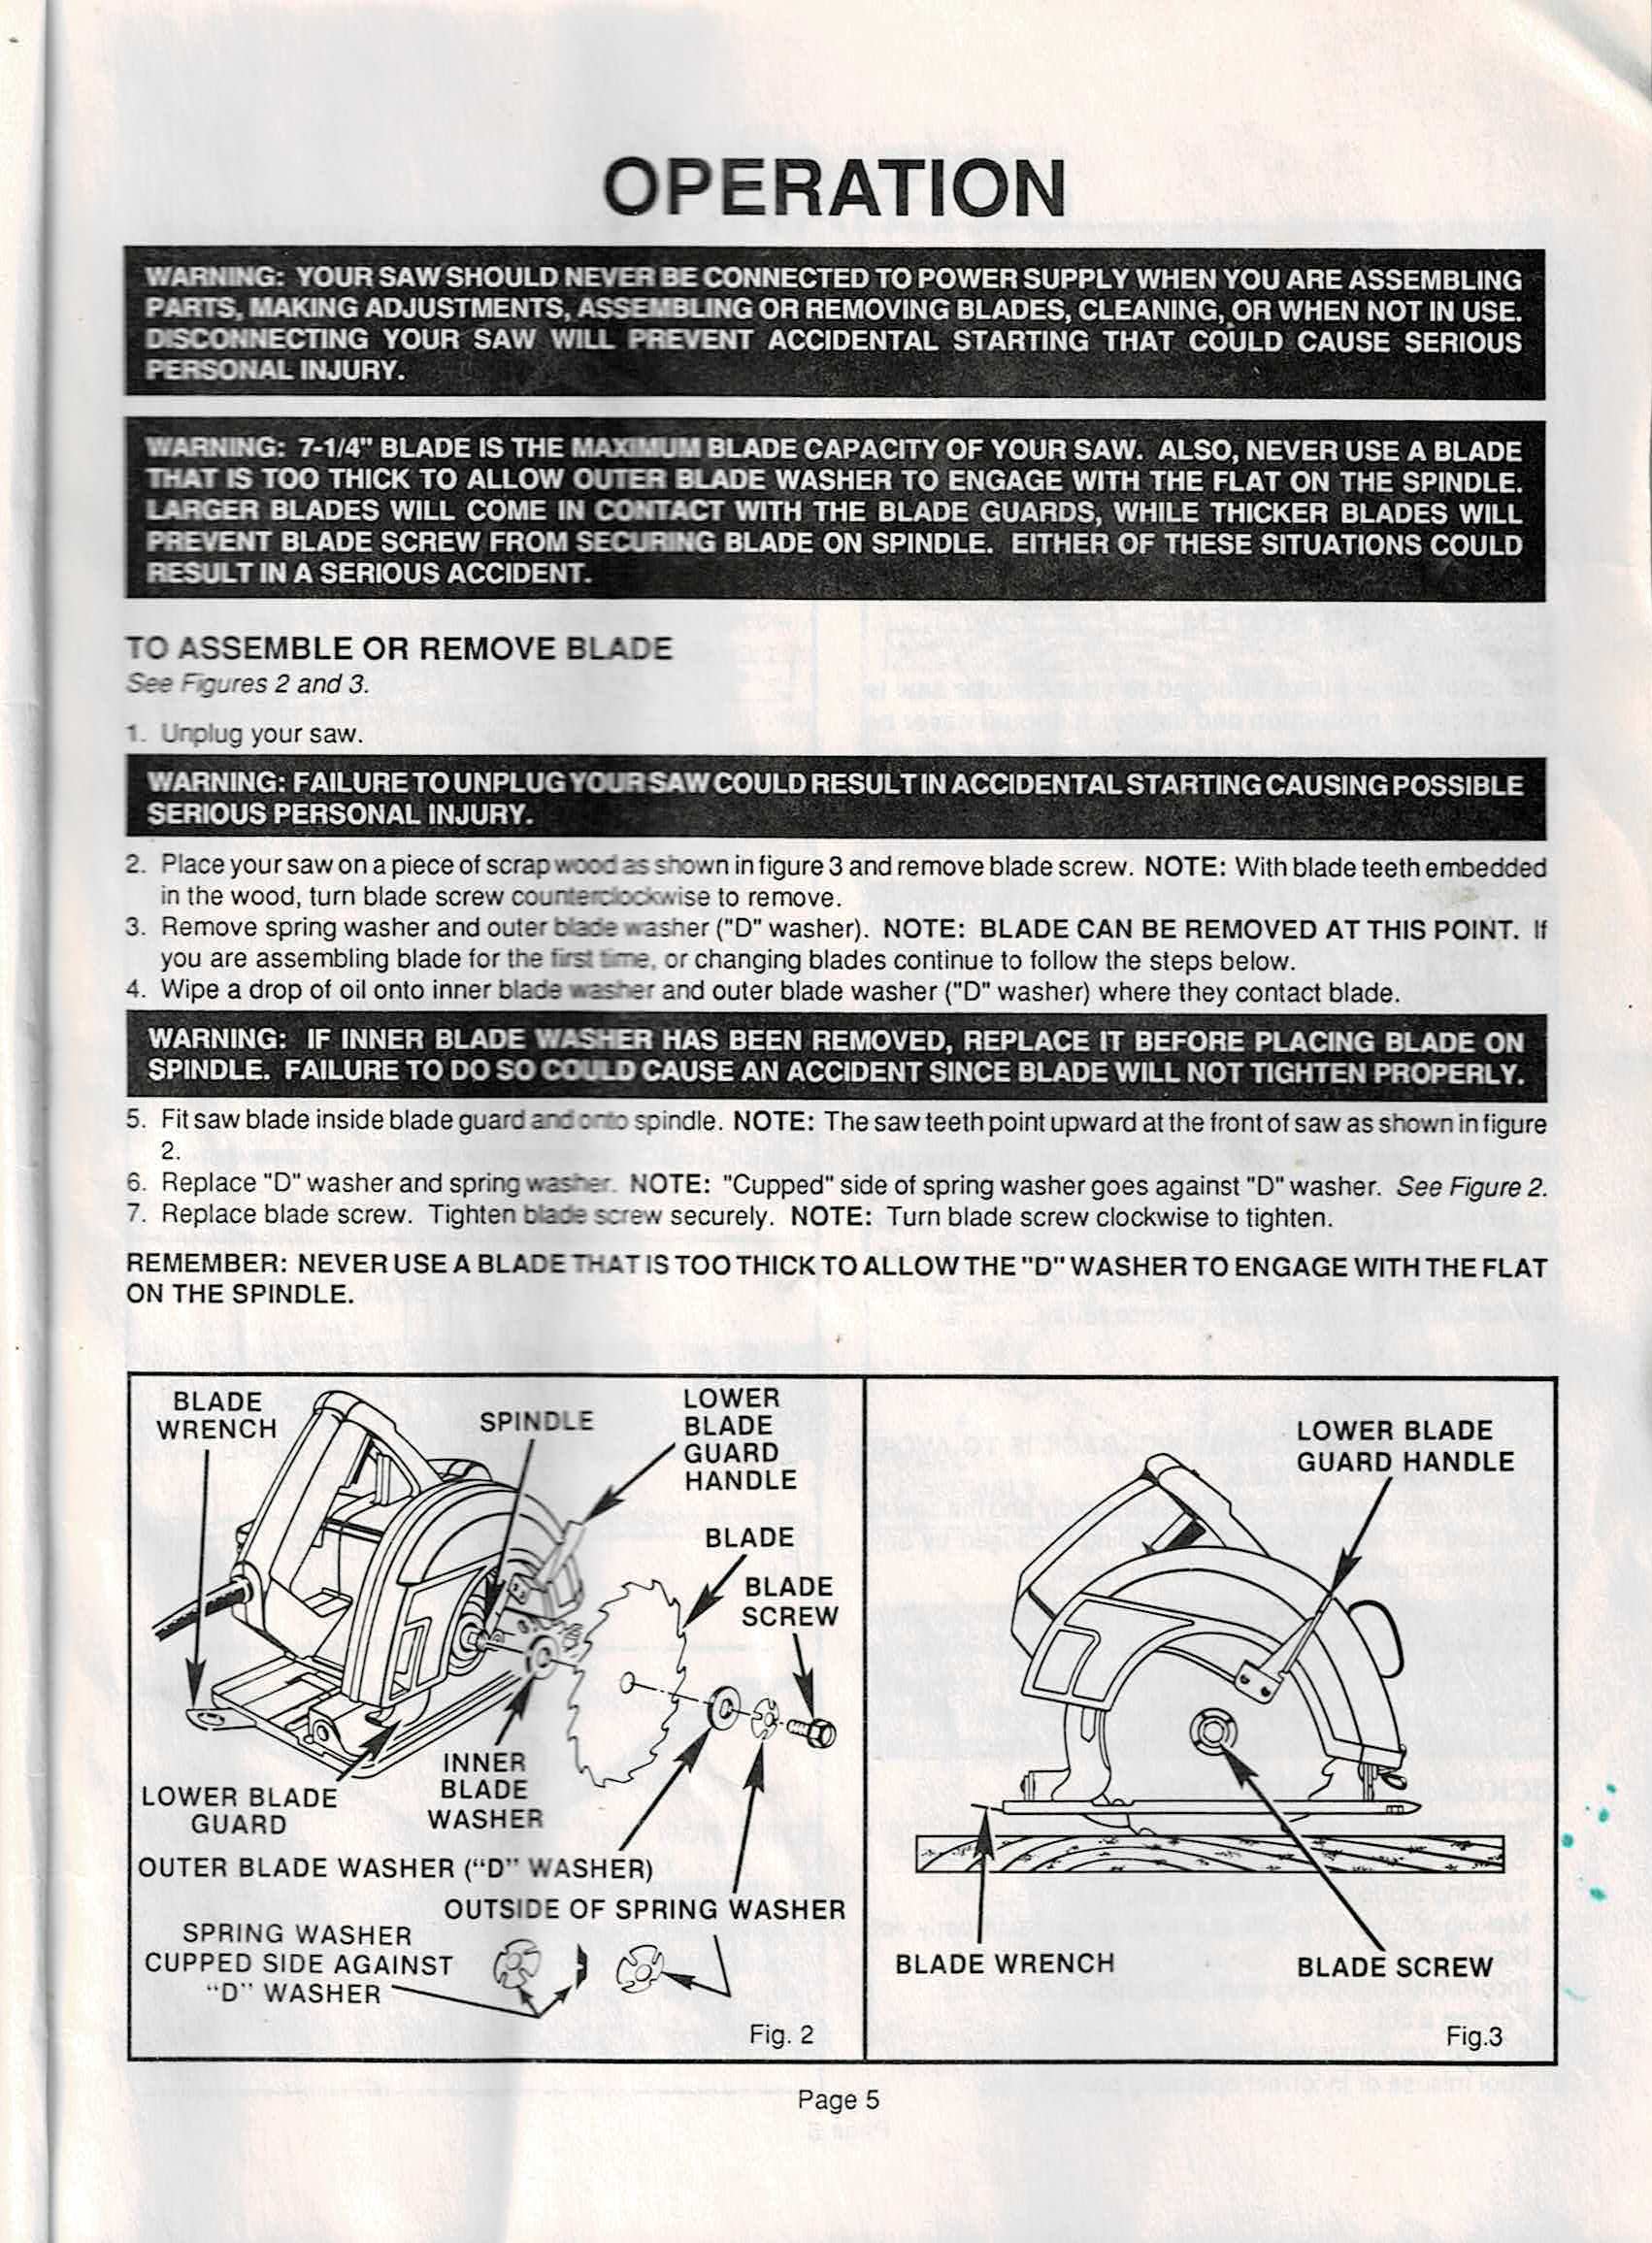 OPERATION
WARNING: YOUR SAW SHOULD NEVER BE CONNECTED TO POWER SUPPLY WHEN YOU ARE ASSEMBLING
PARTS, MAKING ADJUSTMENTS, ASSEMBLING OR REMOVING BLADES, CLEANING, OR WHEN NOT IN USE.
DISCONNECTING YOUR SAW WILL PREVENT ACCIDENTAL STARTING THAT COULD CAUSE SERIOUS
PERSONAL INJURY.
WARNING: 7-1/4" BLADE IS THE MAXIMUM BLADE CAPACITY OF YOUR SAW. ALSO, NEVER USE A BLADE
THAT IS TOO THICK TO ALLOW OUTER BLADE WASHER TO ENGAGE WITH THE FLAT ON THE SPINDLE.
LARGER BLADES WILL COME IN CONTACT WITH THE BLADE GUARDS, WHILE THICKER BLADES WILL
PREVENT BLADE SCREW FROM SECURING BLADE ON SPINDLE. EITHER OF THESE SITUATIONS COULD
RESULT IN A SERIOUS ACCIDENT.
TO ASSEMBLE OR REMOVE BLADE
See Figures 2 and 3.
1. Unplug your saw.
WARNING: FAILURE TO UNPLUG YOUR SAW COULD RESULT IN ACCIDENTAL STARTING CAUSING POSSIBLE
SERIOUS PERSONAL INJURY.
2. Place your saw on a piece of scrap wood as shown in figure 3 and remove blade screw. NOTE: With blade teeth embedded
in the wood, turn blade screw counterclockwise to remove.
3. Remove spring washer and outer blade washer ("D" washer). NOTE: BLADE CAN BE REMOVED AT THIS POINT. If
you are assembling blade for the first time, or changing blades continue to follow the steps below.
4. Wipe a drop of oil onto inner blade washer and outer blade washer ("D" washer) where they contact blade.
WARNING: IF INNER BLADE WASHER HAS BEEN REMOVED, REPLACE IT BEFORE PLACING BLADE ON
SPINDLE. FAILURE TO DO SO COULD CAUSE AN ACCIDENT SINCE BLADE WILL NOT TIGHTEN PROPERLY.
5. Fit saw blade inside blade guard and onto spindle. NOTE: The saw teeth point upward at the front of saw as shown in figure
2.
6. Replace "D" washer and spring washer. NOTE: "Cupped" side of spring washer goes against "D" washer. See Figure 2.
7. Replace blade screw. Tighten blade screw securely. NOTE: Turn blade screw clockwise to tighten.
REMEMBER: NEVER USE A BLADE THAT IS TOO THICK TO ALLOW THE "D" WASHER TO ENGAGE WITH THE FLAT
ON THE SPINDLE.
BLADE
WRENCH
SPINDLE
LOWER
BLADE
GUARD
HANDLE
BLADE
BLADE
SCREW
INNER
BLADE
WASHER
LOWER BLADE
GUARD
OUTER BLADE WASHER ("D" WASHER)
OUTSIDE OF SPRING WASHER
SPRING WASHER
CUPPED SIDE AGAINST
"D" WASHER
Fig. 2
LOWER BLADE
GUARD HANDLE
BLADE WRENCH
BLADE SCREW
Fig.3
Page 5